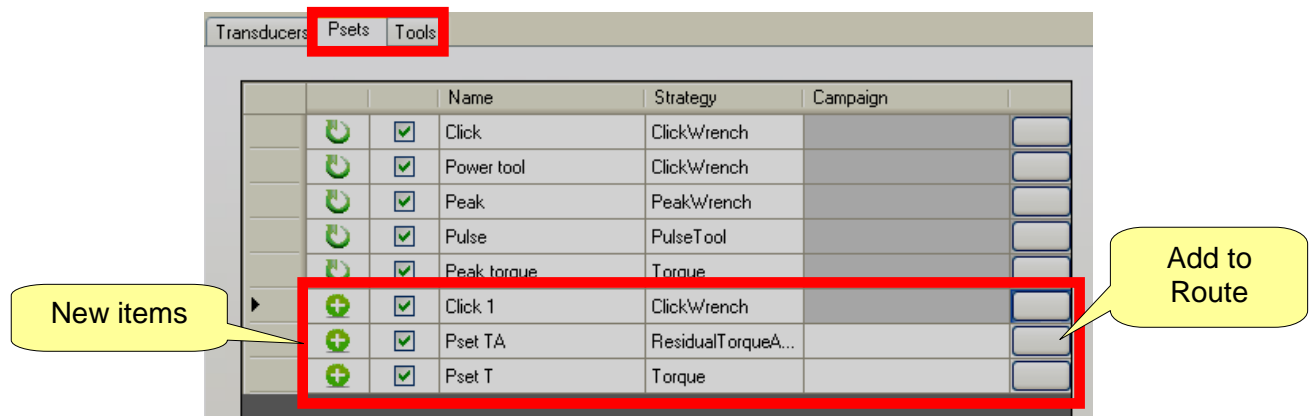 Transducers Psets Tools
Name Strategy Campaign
Click ClickWrench
Power tool ClickWrench
Peak PeakWrench
Pulse PulseTool
Peak torque Torque
Click 1 ClickWrench
Pset TA ResidualTorqueA...
Pset T Torque
New items
Add to
Route